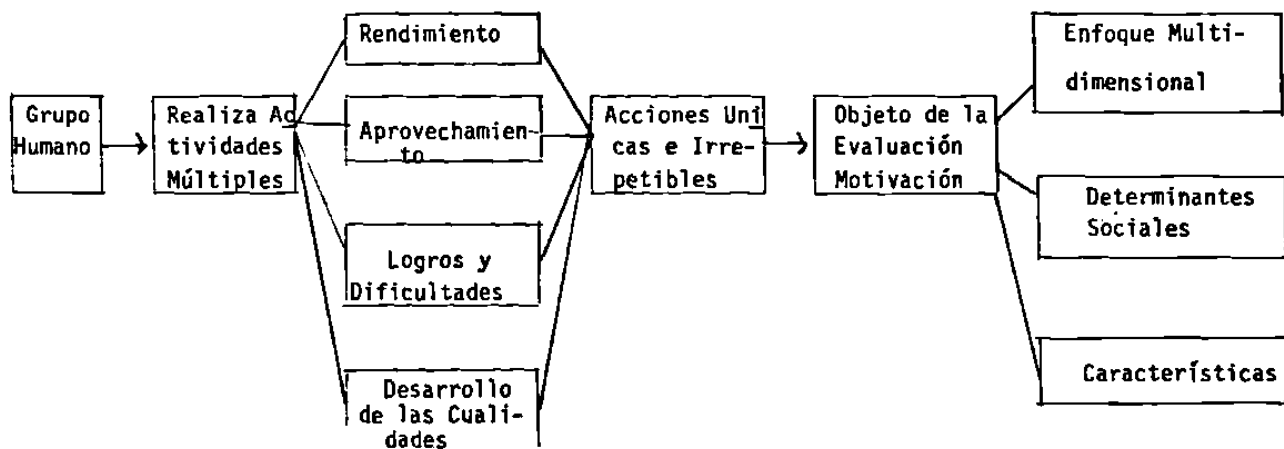 Grupo
Humano
Realiza Ac
tividades
Múltiples
Rendimiento
Aprovechamien-
to
Logros y
Dificultades
Desarrollo
de las Cuali-
dades
Acciones Uni
cas e Irre-
petibles
Objeto de la
Evaluación
Motivación
Enfoque Multi-
dimensional
Determinantes
Sociales
Características